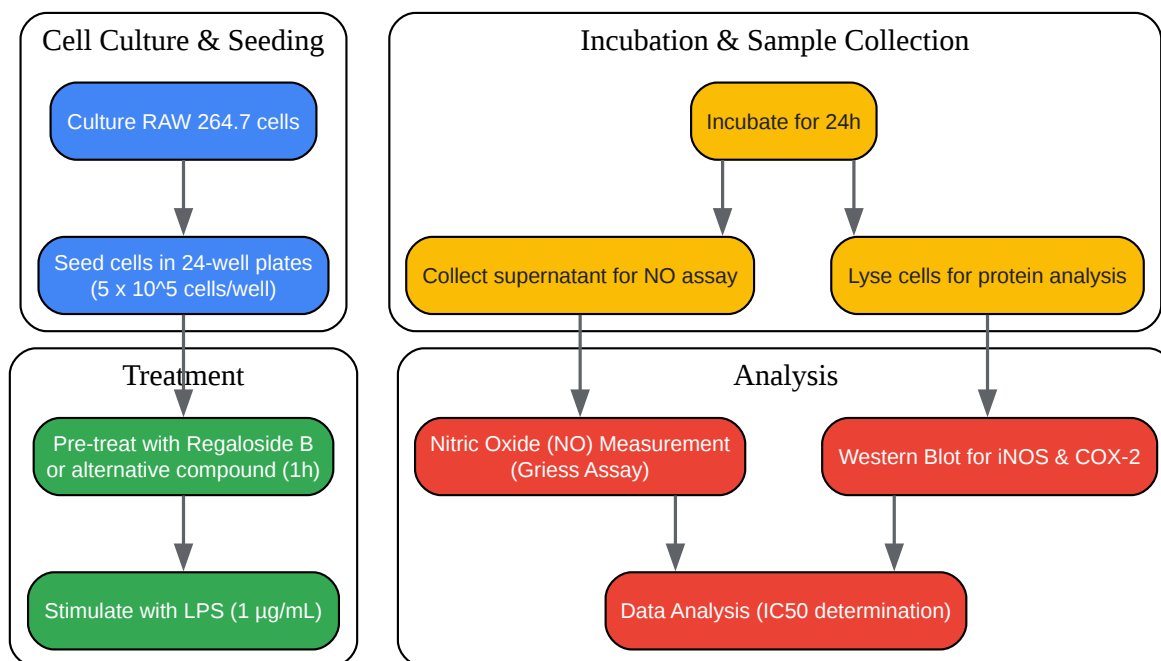 Cell Culture & Seeding
Culture RAW 264.7 cells
Seed cells in 24-well plates
(5 x 10^5 cells/well)
Treatment
Pre-treat with Regaloside B
or alternative compound (1h)
Stimulate with LPS (1 µg/mL)
Incubation & Sample Collection
Incubate for 24h
Collect supernatant for NO assay
Lyse cells for protein analysis
Analysis
Nitric Oxide (NO) Measurement
(Griess Assay)
Western Blot for iNOS & COX-2
Data Analysis (IC50 determination)